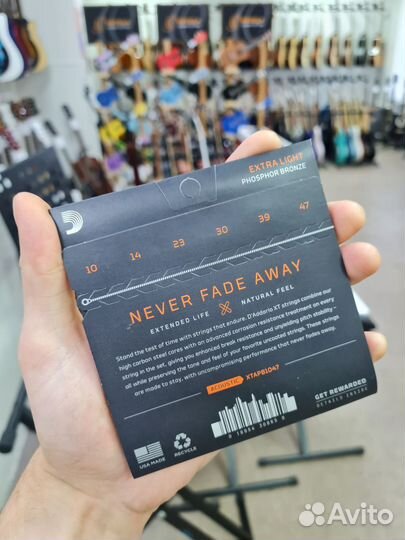 EXTRA LIGHT
PHOSPHOR BRONZE
10 14 23 30 39 47
NEVER FADE AWAY
EXTENDED LIFE NATURAL FEEL
Stand the test of time with strings that endure. D'Addario XT strings combine our
high carbon steel cores with an advanced corrosion resistance treatment on every
string in the set, giving you enhanced break resistance and unyielding pitch stability –
all while preserving the tone and feel of your favorite uncoated strings. These strings
are made to stay, with uncompromising performance that never fades away.
ACOUSTIC XTAPB1047
USA MADE
RECYCLE
GET REWARDED
DETAILS INSIDE
Avito